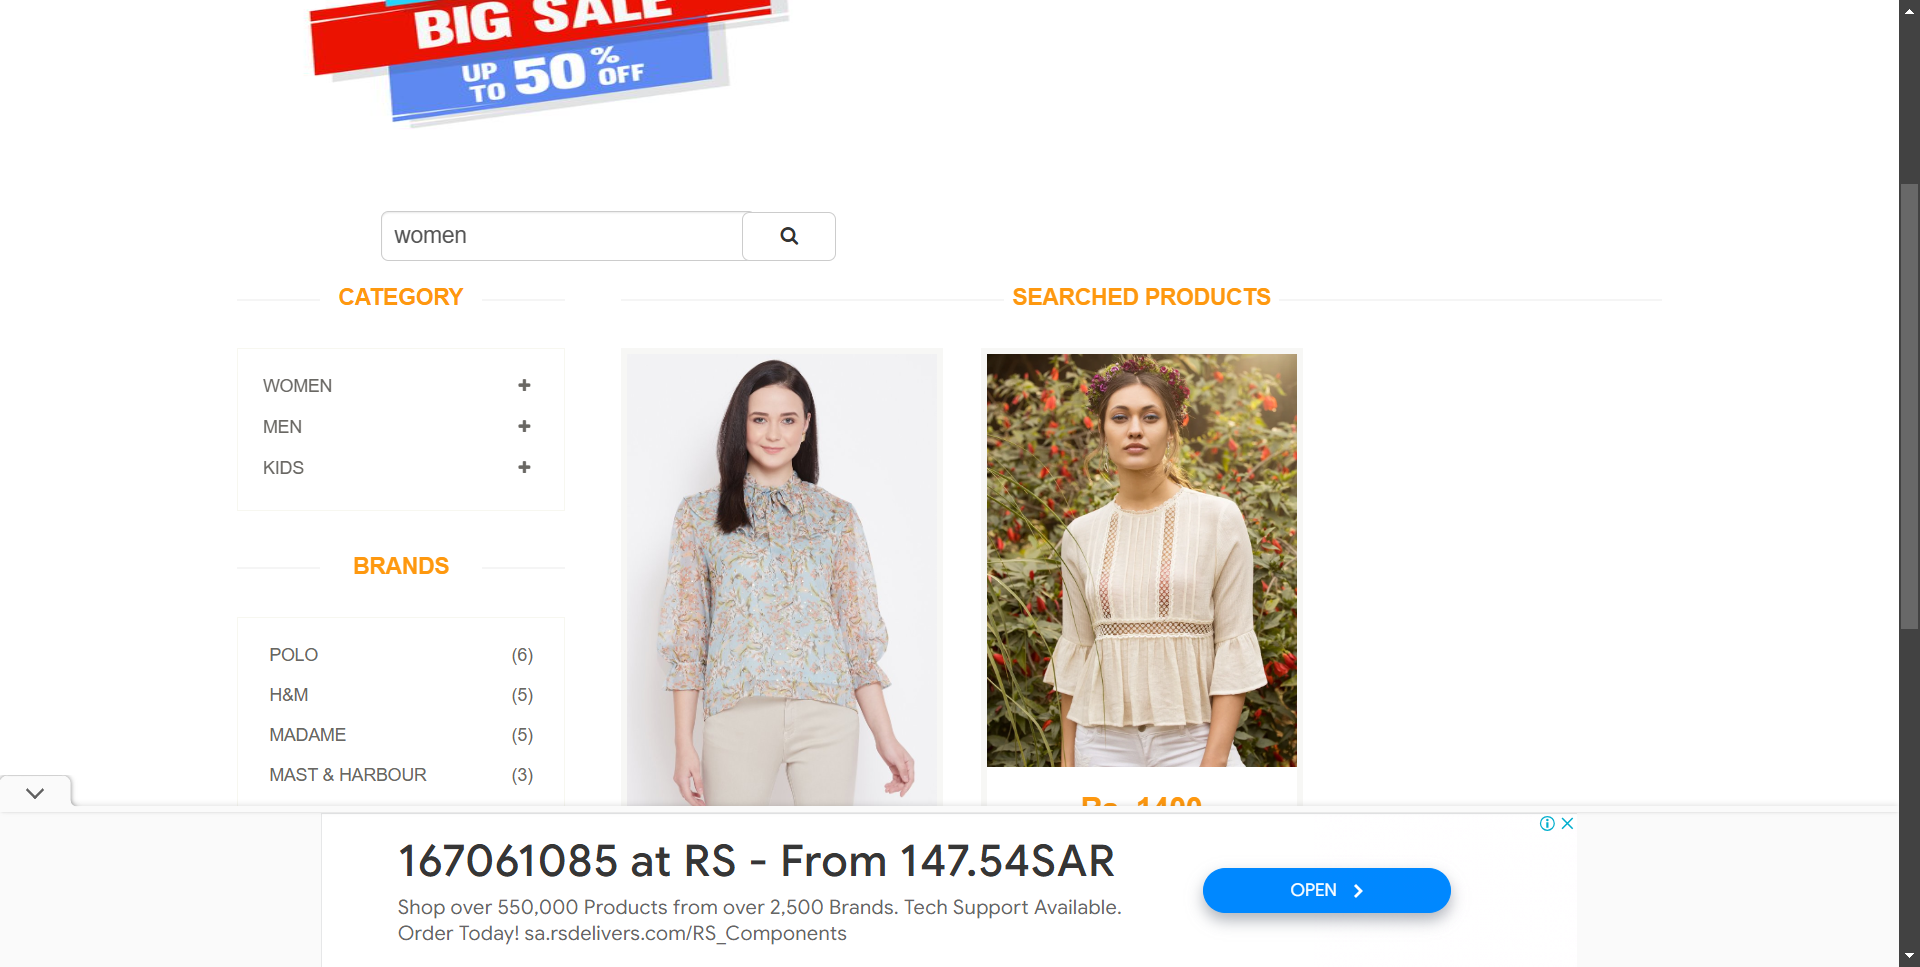 BIG SALE
UP TO 50% OFF
women
CATEGORY
SEARCHED PRODUCTS
WOMEN
MEN
KIDS
BRANDS
POLO (6)
H&M (5)
MADAME (5)
MAST & HARBOUR (3)
Rs. 1400
167061085 at RS - From 147.54SAR
Shop over 550,000 Products from over 2,500 Brands. Tech Support Available.
Order Today! sa.rsdelivers.com/RS_Components
OPEN